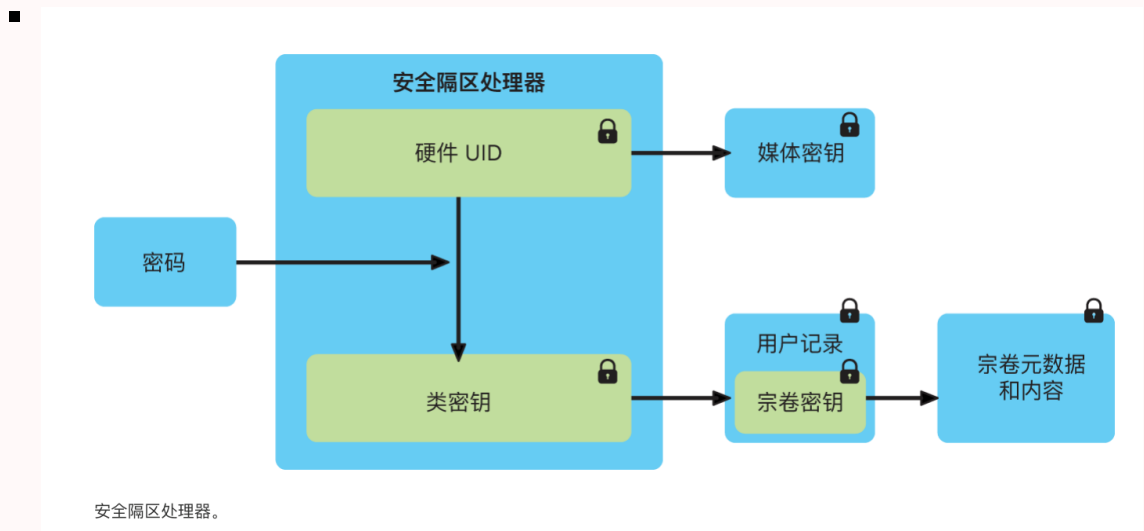 安全隔区处理器
硬件 UID
媒体密钥
密码
用户记录
类密钥
宗卷密钥
宗卷元数据
和内容
安全隔区处理器。